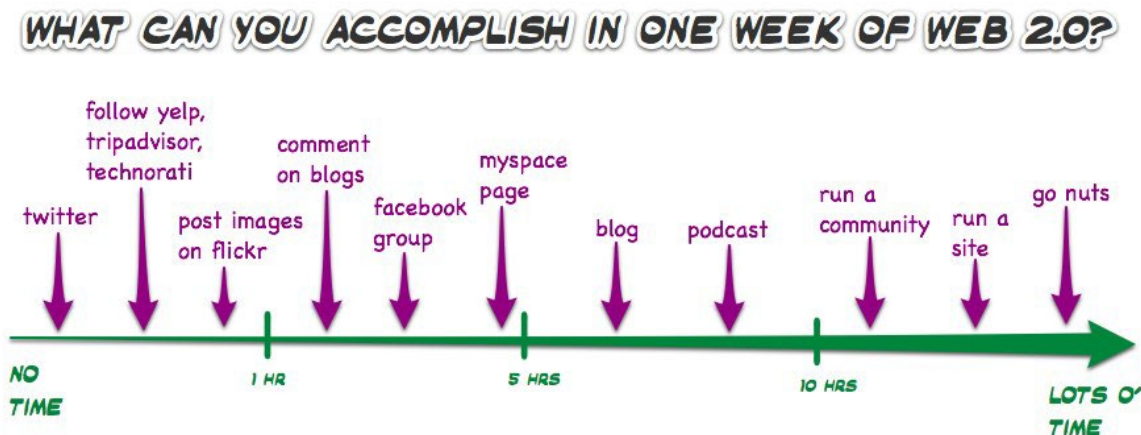 WHAT CAN YOU ACCOMPLISH IN ONE WEEK OF WEB 2.0?
twitter
follow yelp,
tripadvisor,
technorati
post images
on flickr
comment
on blogs
facebook
group
myspace
page
blog
podcast
run a
community
run a
site
go nuts
NO
TIME
1 HR
5 HRS
10 HRS
LOTS O'
TIME